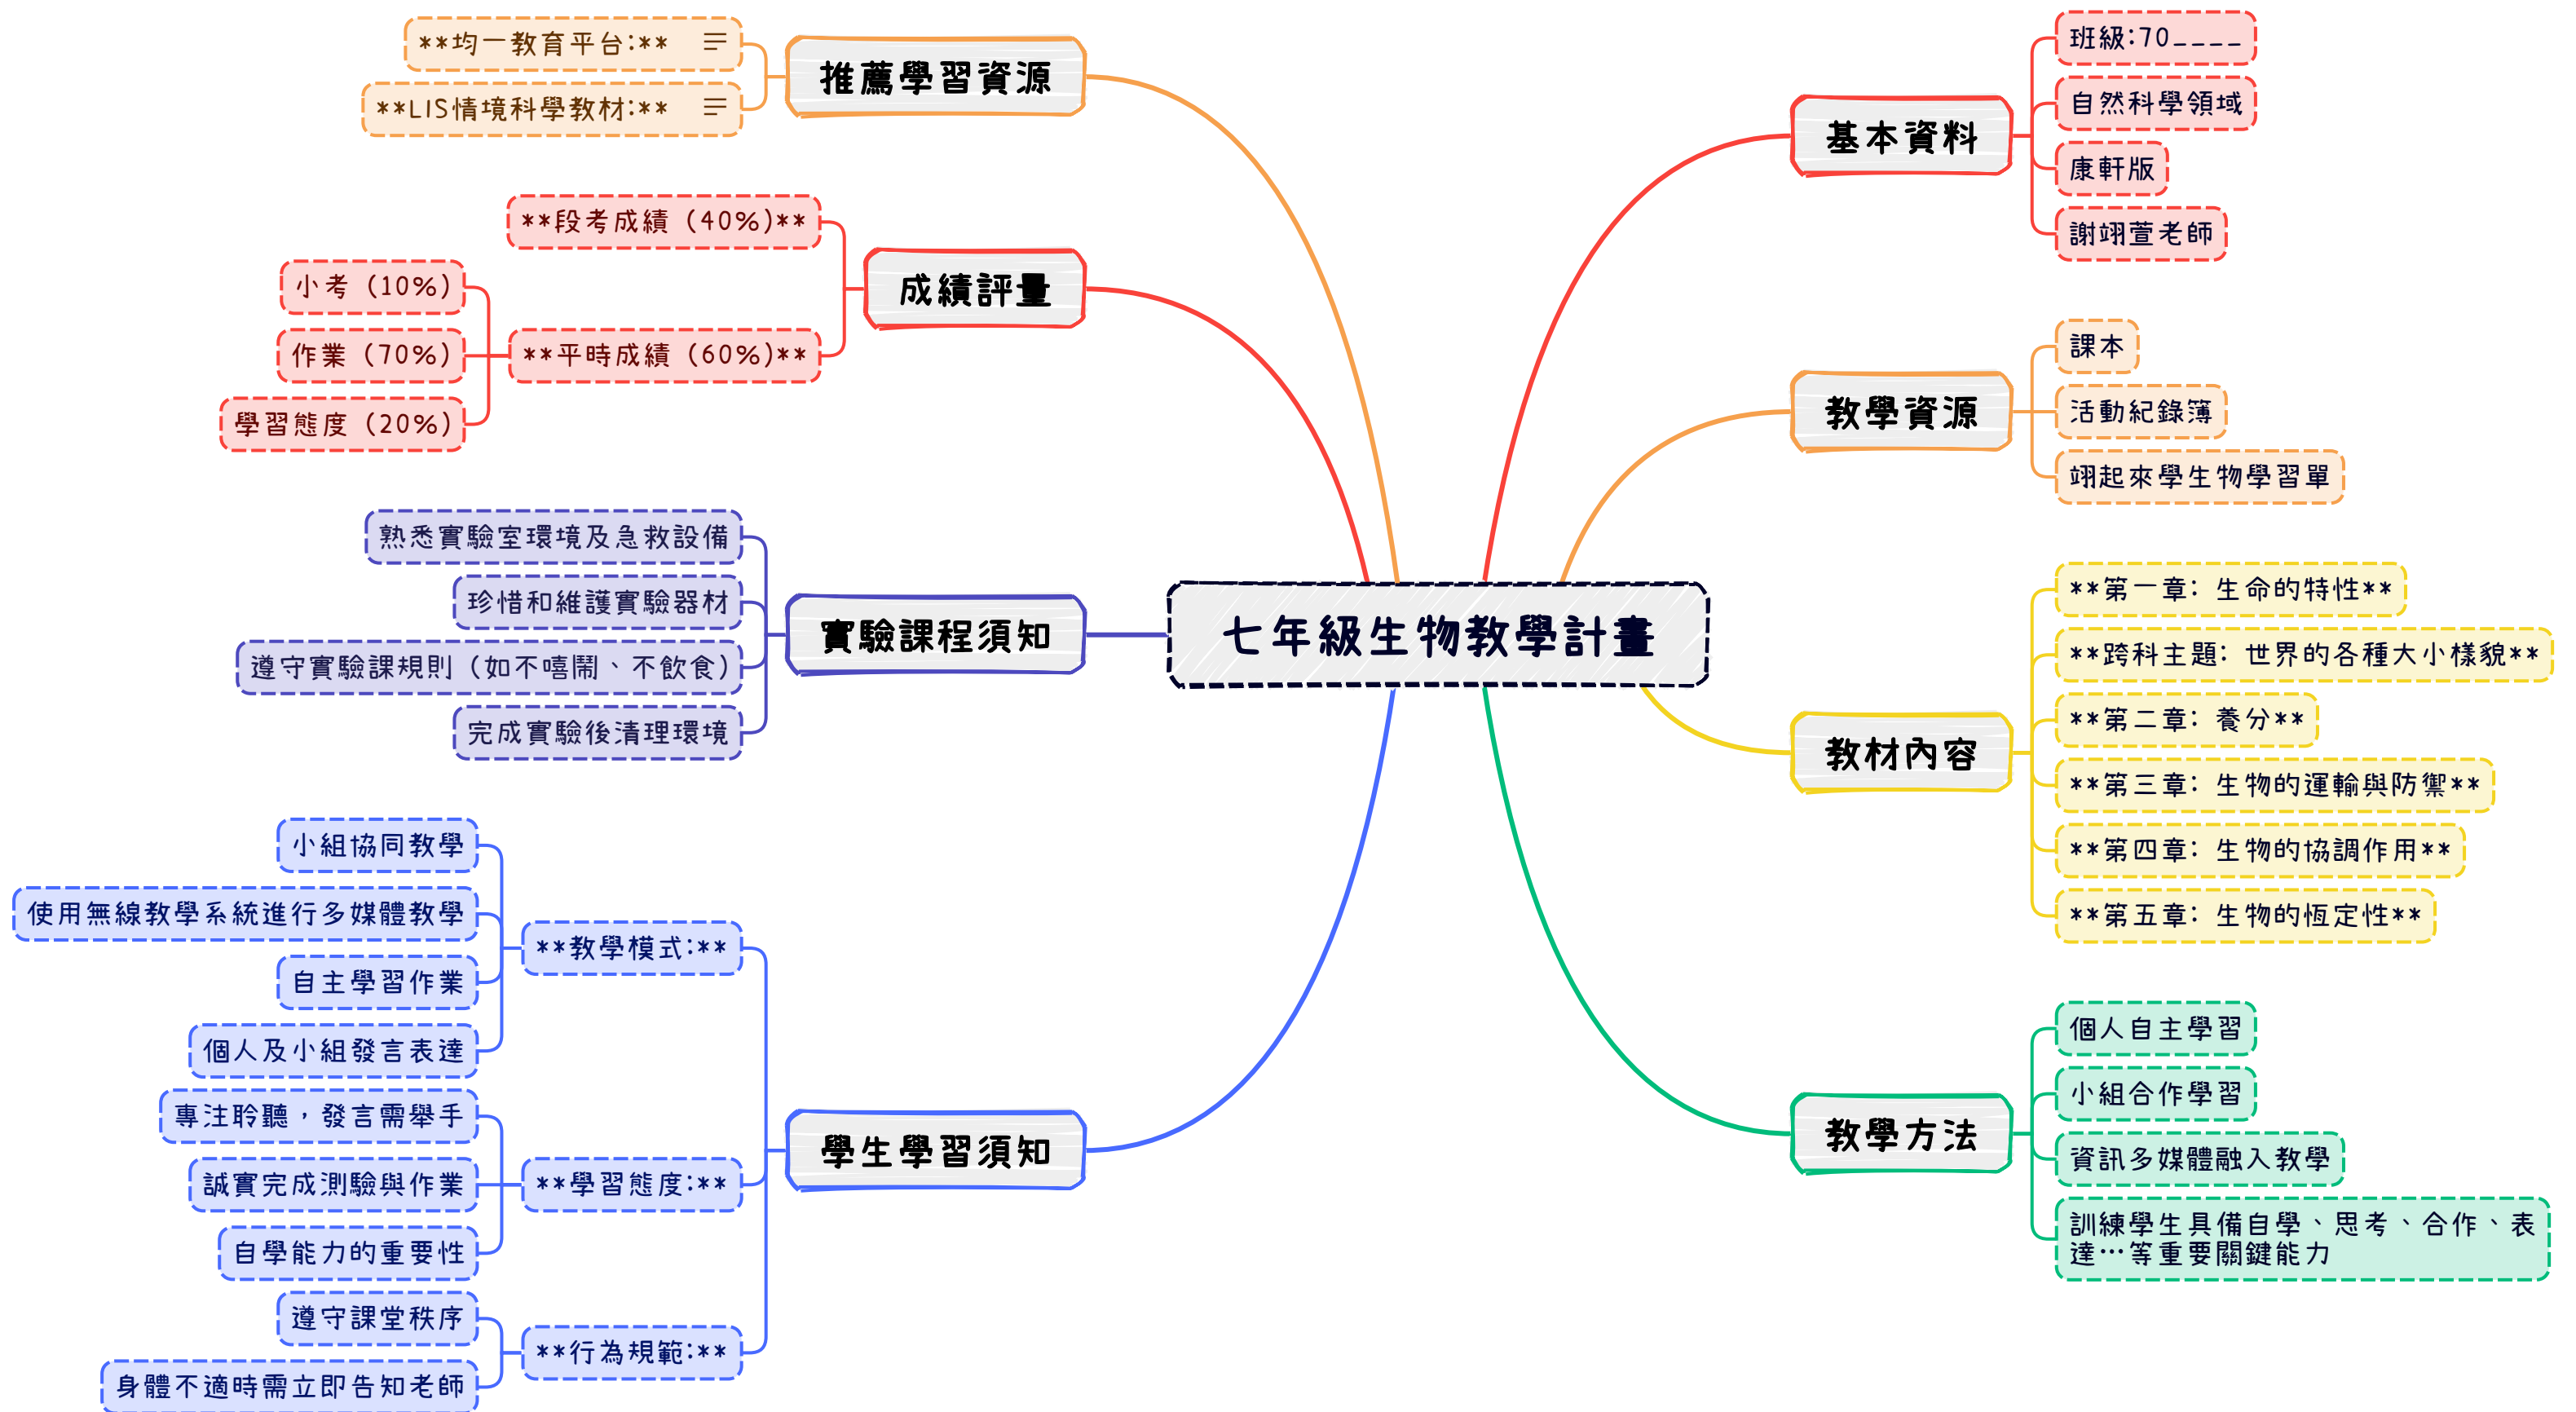 七年級生物教學計畫
基本資料
班級:70____
自然科學領域
康軒版
謝翊萱老師
教學資源
課本
活動紀錄簿
翊起來學生物學習單
教材內容
**第一章: 生命的特性**
**跨科主題: 世界的各種大小樣貌**
**第二章: 養分**
**第三章: 生物的運輸與防禦**
**第四章: 生物的協調作用**
**第五章: 生物的恆定性**
教學方法
個人自主學習
小組合作學習
資訊多媒體融入教學
訓練學生具備自學、思考、合作、表
達…等重要關鍵能力
學生學習須知
**教學模式:**
小組協同教學
使用無線教學系統進行多媒體教學
自主學習作業
個人及小組發言表達
**學習態度:**
專注聆聽，發言需舉手
誠實完成測驗與作業
自學能力的重要性
**行為規範:**
遵守課堂秩序
身體不適時需立即告知老師
實驗課程須知
熟悉實驗室環境及急救設備
珍惜和維護實驗器材
遵守實驗課規則（如不嘻鬧、不飲食）
完成實驗後清理環境
成績評量
**段考成績（40%）**
**平時成績（60%）**
小考（10%）
作業（70%）
學習態度（20%）
推薦學習資源
**均一教育平台:**
**LIS情境科學教材:**